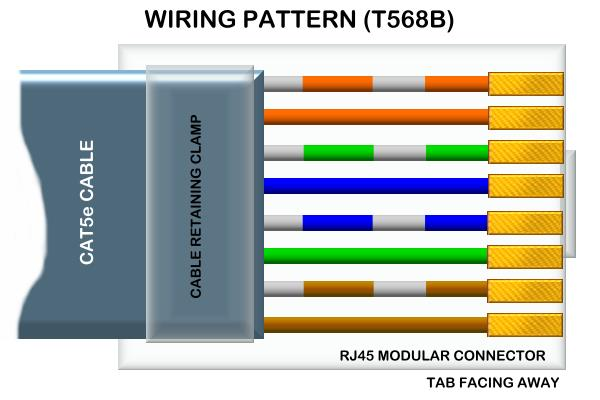 WIRING PATTERN (T568B)
CAT5e CABLE
CABLE RETAINING CLAMP
RJ45 MODULAR CONNECTOR
TAB FACING AWAY